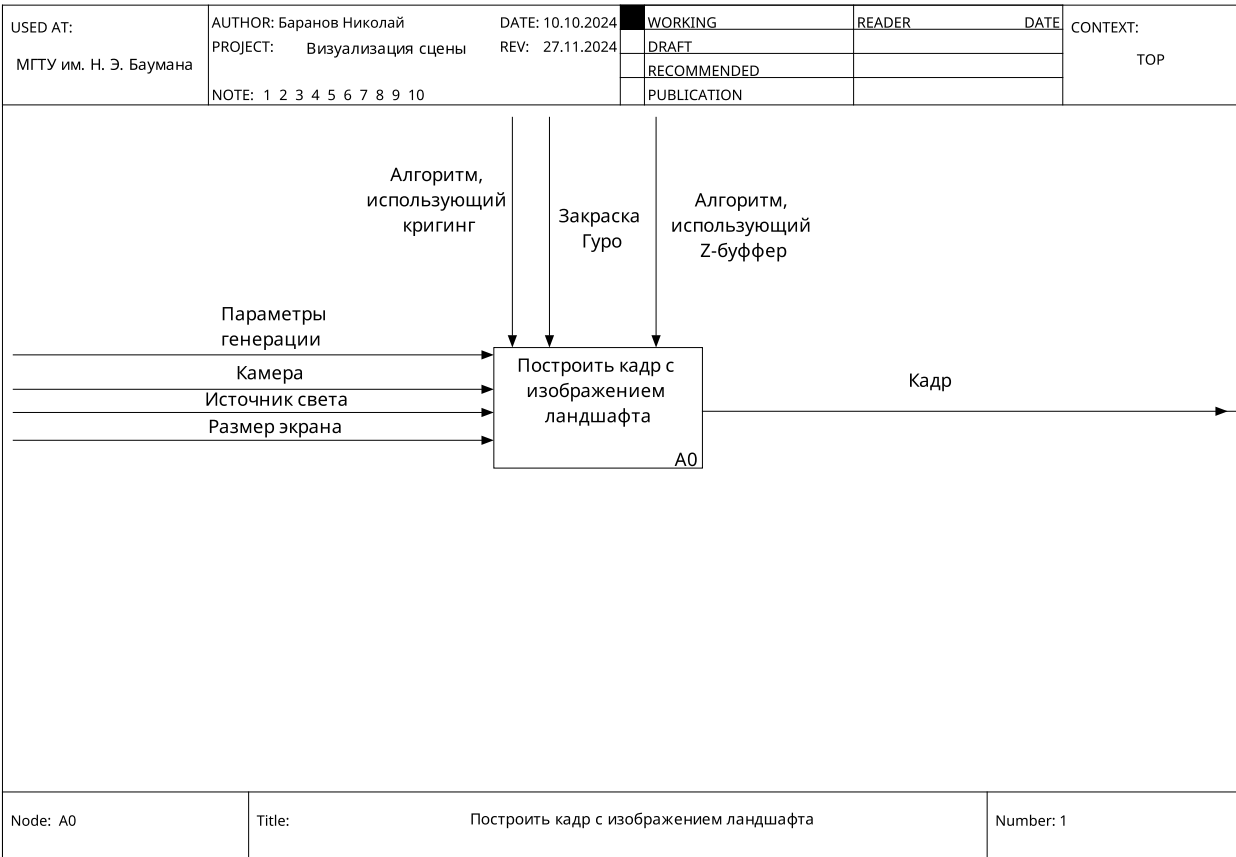 USED AT:
МГТУ им. Н. Э. Баумана
AUTHOR: Баранов Николай
DATE: 10.10.2024
PROJECT: Визуализация сцены
REV: 27.11.2024
NOTE: 1 2 3 4 5 6 7 8 9 10
WORKING
DRAFT
RECOMMENDED
PUBLICATION
READER DATE
CONTEXT:
TOP
Алгоритм,
использующий
кригинг
Закраска
Гуро
Алгоритм,
использующий
Z-буффер
Параметры
генерации
Камера
Источник света
Размер экрана
Построить кадр с
изображением
ландшафта
A0
Кадр
Node: A0
Title: Построить кадр с изображением ландшафта
Number: 1